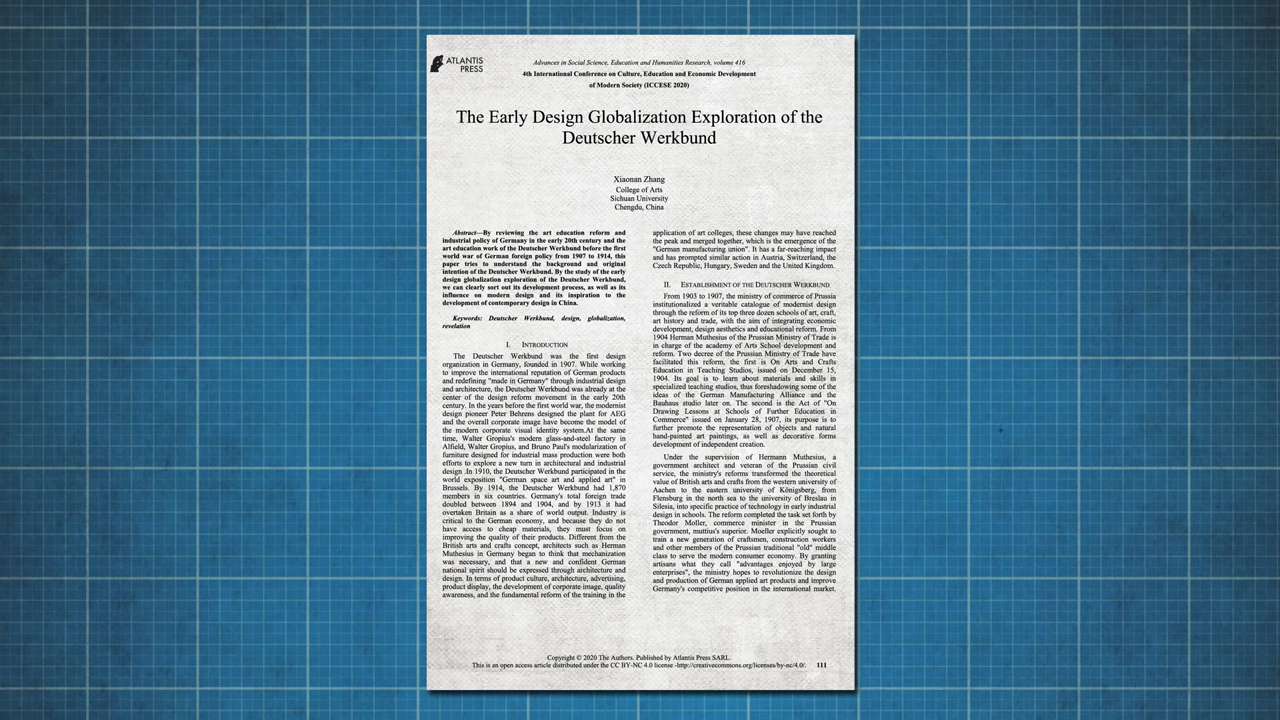 ATLANTIS
PRESS
Advances in Social Science, Education and Humanities Research, volume 416
4th International Conference on Culture, Education and Economic Development
of Modern Society (ICCESE 2020)
The Early Design Globalization Exploration of the
Deutscher Werkbund
Xiaonan Zhang
College of Arts
Sichuan University
Chengdu, China
Abstract—By reviewing the art education reform and
industrial policy of Germany in the early 20th century and the
art education work of the Deutscher Werkbund before the first
world war of German foreign policy from 1907 to 1914, this
paper tries to understand the background and original
intention of the Deutscher Werkbund. By the study of the early
design globalization exploration of the Deutscher Werkbund,
we can clearly sort out its development process, as well as its
influence on modern design and its inspiration to the
development of contemporary design in China.
Keywords: Deutscher Werkbund, design, globalization,
revelation
I. INTRODUCTION
The Deutscher Werkbund was the first design
organization in Germany, founded in 1907. While working
to improve the international reputation of German products
and redefining "made in Germany" through industrial design
and architecture, the Deutscher Werkbund was already at the
center of the design reform movement in the early 20th
century. In the years before the first world war, the modernist
design pioneer Peter Behrens designed the plant for AEG
and the overall corporate image have become the model of
the modern corporate visual identity system.At the same
time, Walter Gropius's modern glass-and-steel factory in
Alfield, Walter Gropius, and Bruno Paul's modularization of
furniture designed for industrial mass production were both
efforts to explore a new turn in architectural and industrial
design .In 1910, the Deutscher Werkbund participated in the
world exposition "German space art and applied art" in
Brussels. By 1914, the Deutscher Werkbund had 1,870
members in six countries. Germany's total foreign trade
doubled between 1894 and 1904, and by 1913 it had
overtaken Britain as a share of world output. Industry is
critical to the German economy, and because they do not
have access to cheap materials, they must focus on
improving the quality of their products. Different from the
British arts and crafts concept, architects such as Herman
Muthesius in Germany began to think that mechanization
was necessary, and that a new and confident German
national spirit should be expressed through architecture and
design. In terms of product culture, architecture, advertising,
product display, the development of corporate image, quality
awareness, and the fundamental reform of the training in the
application of art colleges, these changes may have reached
the peak and merged together, which is the emergence of the
"German manufacturing union". It has a far-reaching impact
and has prompted similar action in Austria, Switzerland, the
Czech Republic, Hungary, Sweden and the United Kingdom.
II. ESTABLISHMENT OF THE DEUTSCHER WERKBUND
From 1903 to 1907, the ministry of commerce of Prussia
institutionalized a veritable catalogue of modernist design
through the reform of its top three dozen schools of art, craft,
art history and trade, with the aim of integrating economic
development, design aesthetics and educational reform. From
1904 Herman Muthesius of the Prussian Ministry of Trade is
in charge of the academy of Arts School development and
reform. Two decree of the Prussian Ministry of Trade have
facilitated this reform, the first is On Arts and Crafts
Education in Teaching Studios, issued on December 15,
1904. Its goal is to learn about materials and skills in
specialized teaching studios, thus foreshadowing some of the
ideas of the German Manufacturing Alliance and the
Bauhaus studio later on. The second is the Act of "On
Drawing Lessons at Schools of Further Education in
Commerce" issued on January 28, 1907, its purpose is to
further promote the representation of objects and natural
hand-painted art paintings, as well as decorative forms
development of independent creation.
Under the supervision of Hermann Muthesius, a
government architect and veteran of the Prussian civil
service, the ministry's reforms transformed the theoretical
value of British arts and crafts from the western university of
Aachen to the eastern university of Königsberg, from
Flensburg in the north sea to the university of Breslau in
Silesia, into specific practice of technology in early industrial
design in schools. The reform completed the task set forth by
Theodor Moller, commerce minister in the Prussian
government, muttius's superior. Moeller explicitly sought to
train a new generation of craftsmen, construction workers
and other members of the Prussian traditional "old" middle
class to serve the modern consumer economy. By granting
artisans what they call "advantages enjoyed by large
enterprises", the ministry hopes to revolutionize the design
and production of German applied art products and improve
Germany's competitive position in the international market.
Copyright © 2020 The Authors. Published by Atlantis Press SARL.
This is an open access article distributed under the CC BY-NC 4.0 license -http://creativecommons.org/licenses/by-nc/4.0/. 111